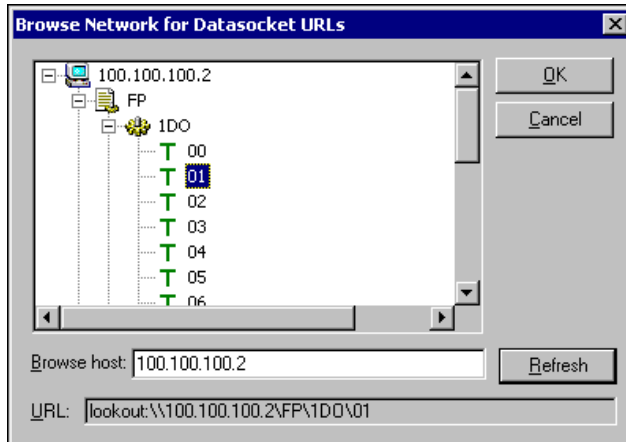 Browse Network for Datasocket URLs
100.100.100.2
FP
1DO
00
01
02
03
04
05
06
OK
Cancel
Browse host: 100.100.100.2
Refresh
URL: lookout:\\100.100.100.2\FP\1DO\01